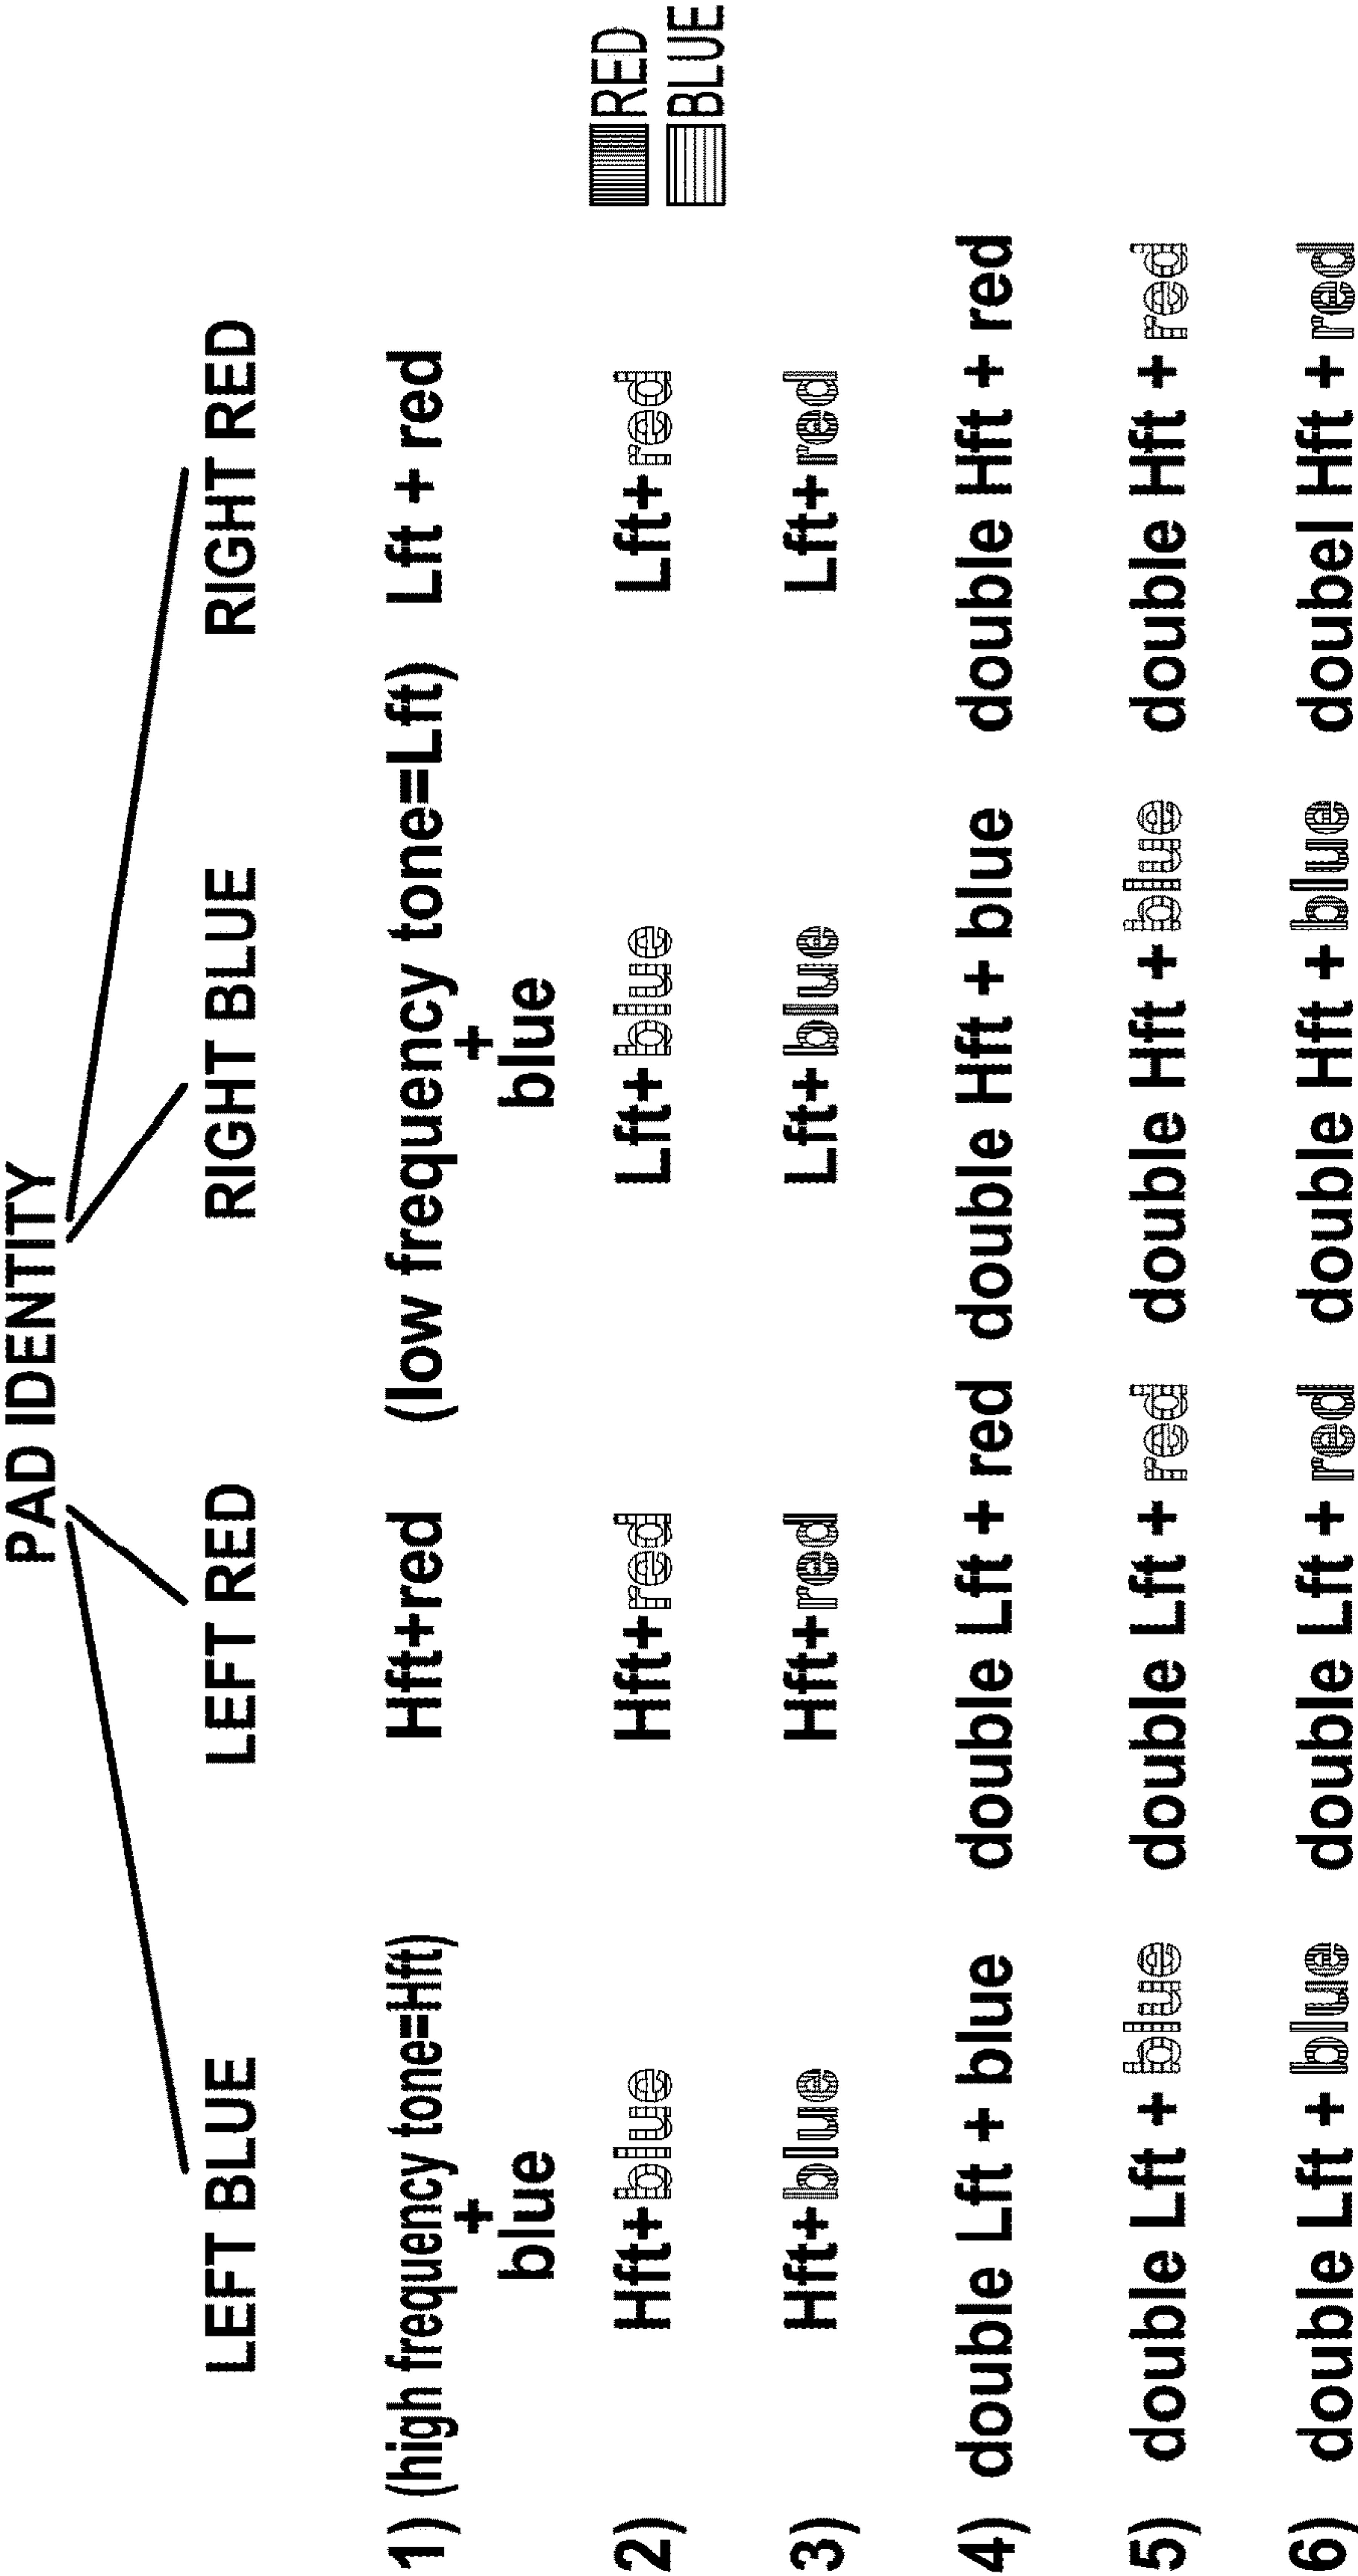 PAD IDENTITY
LEFT BLUE LEFT RED RIGHT BLUE RIGHT RED
1) (high frequency tone=Hft) Hft+red (low frequency tone=Lft) Lft + red
+ +
blue blue
RED
BLUE
2) Hft+blue Hft+red Lft+blue Lft+red
3) Hft+blue Hft+red Lft+blue Lft+red
4) double Lft + blue double Lft + red double Hft + blue double Hft + red
5) double Lft + blue double Lft + red double Hft + blue double Hft + red
6) double Lft + blue double Lft + red double Hft + blue doubel Hft + red